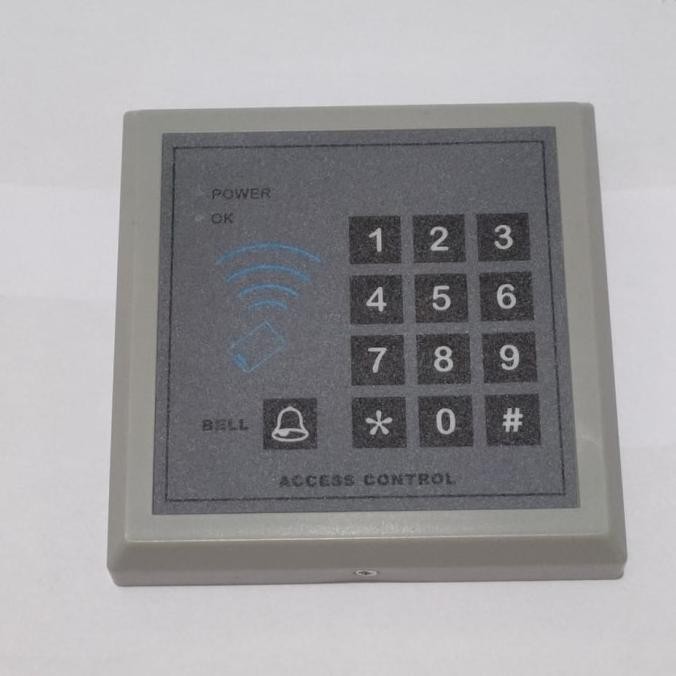 POWER
OK
1 2 3
4 5 6
7 8 9
BELL * 0 #
ACCESS CONTROL